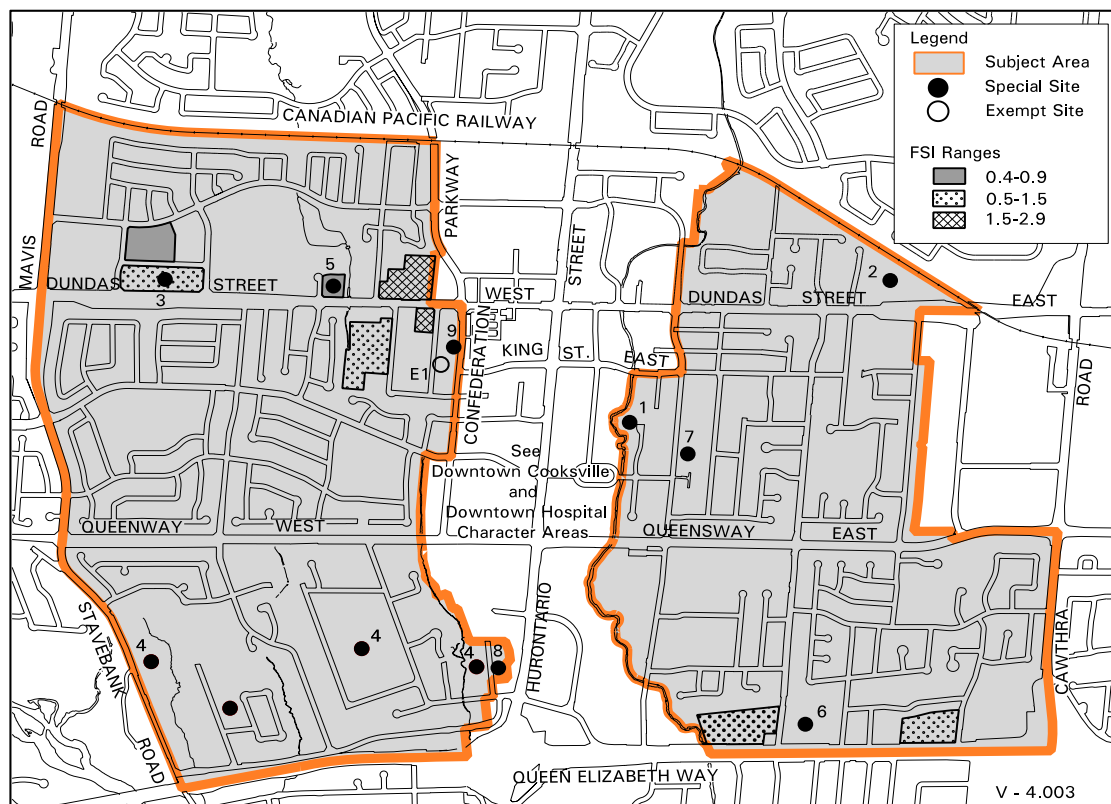 Legend
Subject Area
Special Site
Exempt Site
FSI Ranges
0.4-0.9
0.5-1.5
1.5-2.9
CANADIAN PACIFIC RAILWAY
ROAD
MAVIS
PARKWAY
CONFEDERATION
STREET
HURONTARIO
DUNDAS STREET WEST
DUNDAS STREET EAST
3
5
2
9
E1
KING ST. EAST
1
7
ROAD
CAWTHRA
See
Downtown Cooksville
and
Downtown Hospital
Character Areas
QUEENWAY WEST
QUEENSWAY EAST
STAVEBANK
ROAD
4
4
4
8
6
QUEEN ELIZABETH WAY
V - 4.003